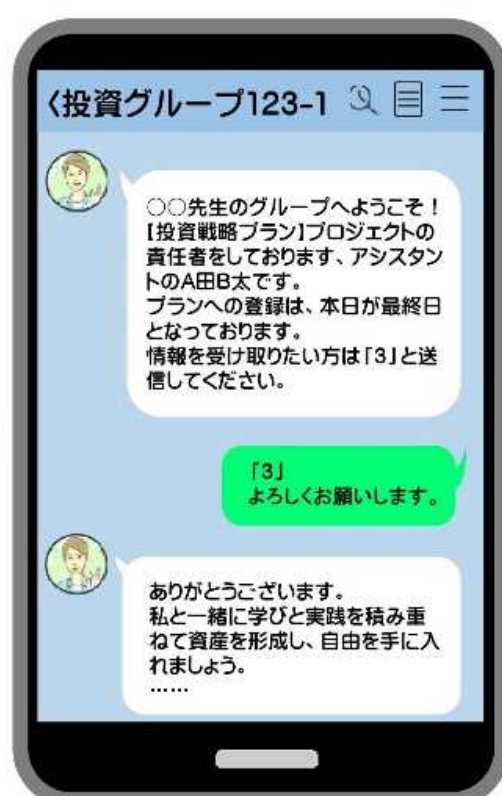 〈投資グループ123-1
○○先生のグループへようこそ！
【投資戦略プラン】プロジェクトの
責任者をしております、アシスタン
トのA田B太です。
プランへの登録は、本日が最終日
となっております。
情報を受け取りたい方は「3」と送
信してください。
「3」
よろしくお願いします。
ありがとうございます。
私と一緒に学びと実践を積み重
ねて資産を形成し、自由を手に入
れましょう。
……